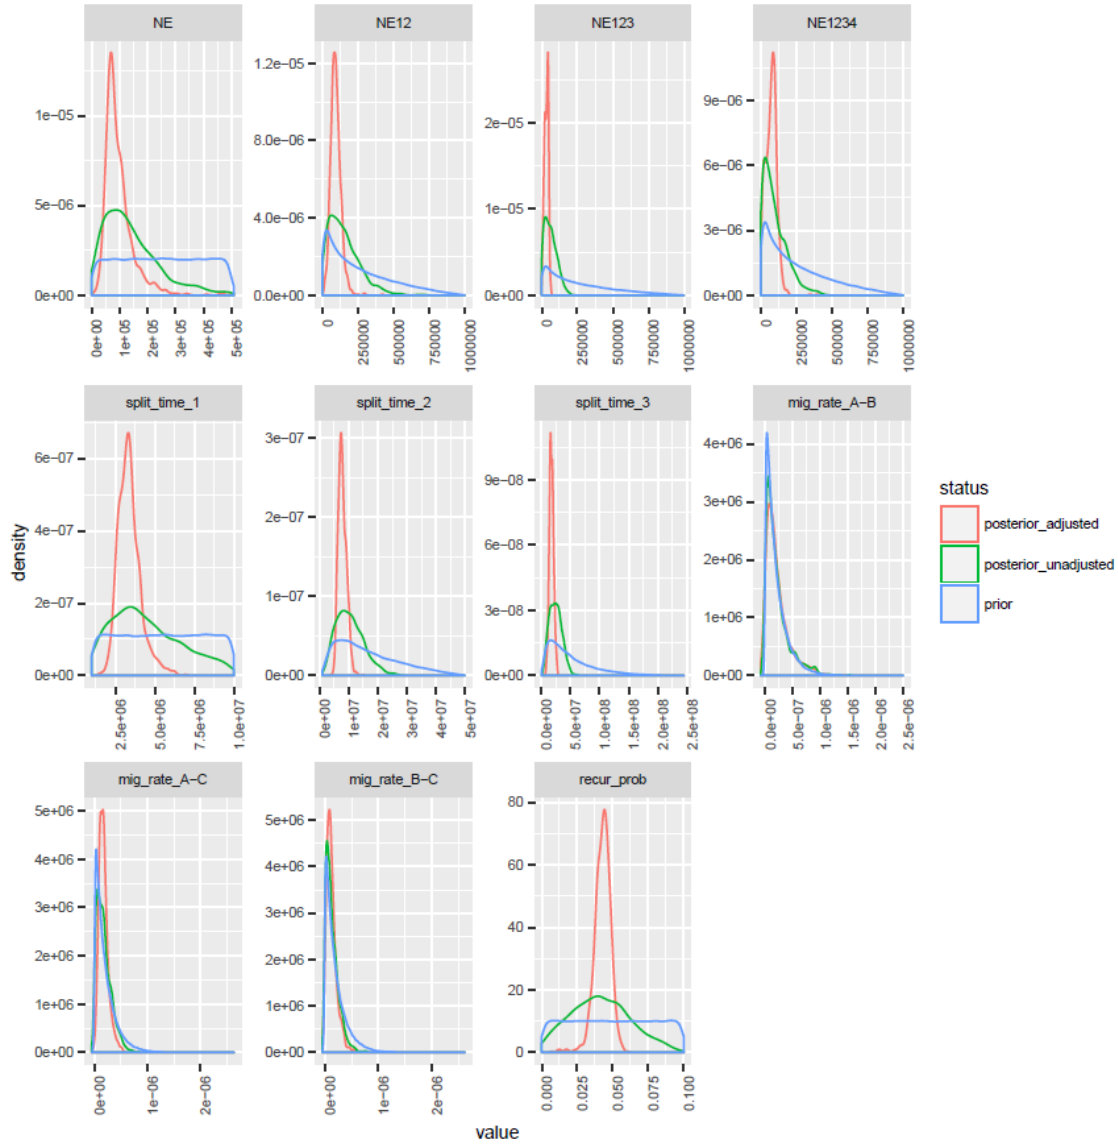 NE NE12 NE123 NE1234
1e−05
5e−06
0e+00
1.2e−05
8.0e−06
4.0e−06
0.0e+00
2e−05
1e−05
0e+00
9e−06
6e−06
3e−06
0e+00
0e+00 1e+05 2e+05 3e+05 4e+05 5e+05
0 250000 500000 750000 1000000
0 250000 500000 750000 1000000
0 250000 500000 750000 1000000
split_time_1 split_time_2 split_time_3 mig_rate_A−B
6e−07
4e−07
2e−07
0e+00
3e−07
2e−07
1e−07
0e+00
9e−08
6e−08
3e−08
0e+00
4e+06
3e+06
2e+06
1e+06
0e+00
2.5e+06 5.0e+06 7.5e+06 1.0e+07
0e+00 1e+07 2e+07 3e+07 4e+07 5e+07
0.0e+00 5.0e+07 1.0e+08 1.5e+08 2.0e+08 2.5e+08
0.0e+00 5.0e−07 1.0e−06 1.5e−06 2.0e−06 2.5e−06
mig_rate_A−C mig_rate_B−C recur_prob
5e+06
4e+06
3e+06
2e+06
1e+06
0e+00
5e+06
4e+06
3e+06
2e+06
1e+06
0e+00
80
60
40
20
0
0e+00 1e−06 2e−06
0e+00 1e−06 2e−06
0.000 0.025 0.050 0.075 0.100
density
value
status
posterior_adjusted
posterior_unadjusted
prior